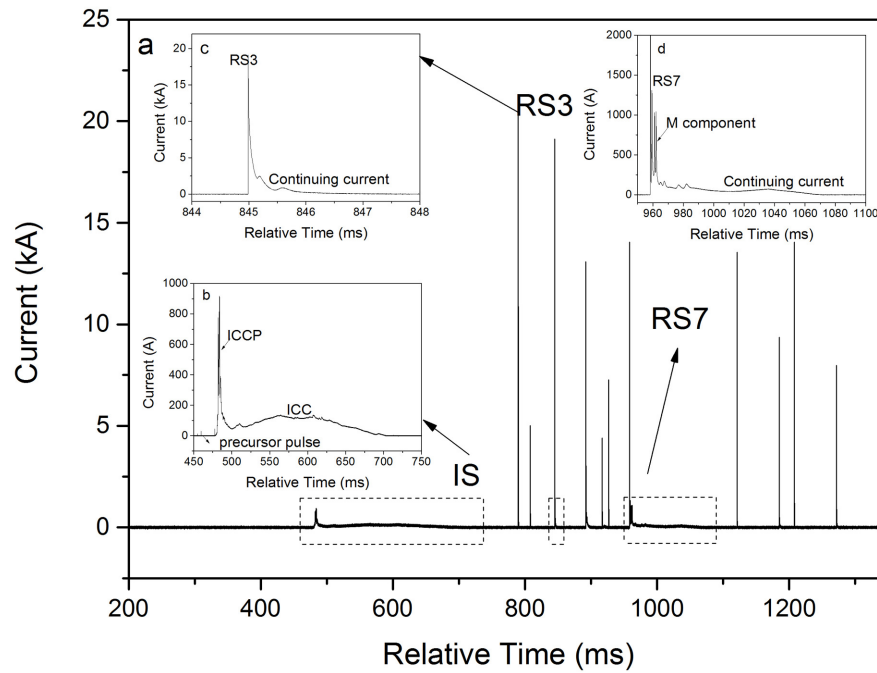 a
Current (kA)
25
20
15
10
5
0
200
400
600
800
1000
1200
Relative Time (ms)
c
RS3
Continuing current
Current (kA)
20
15
10
5
0
844
845
846
847
848
Relative Time (ms)
RS3
d
RS7
M component
Continuing current
Current (A)
2000
1500
1000
500
0
960
980
1000
1020
1040
1060
1080
1100
Relative Time (ms)
b
ICCP
ICC
precursor pulse
Current (A)
1000
800
600
400
200
0
450
500
550
600
650
700
750
Relative Time (ms)
IS
RS7